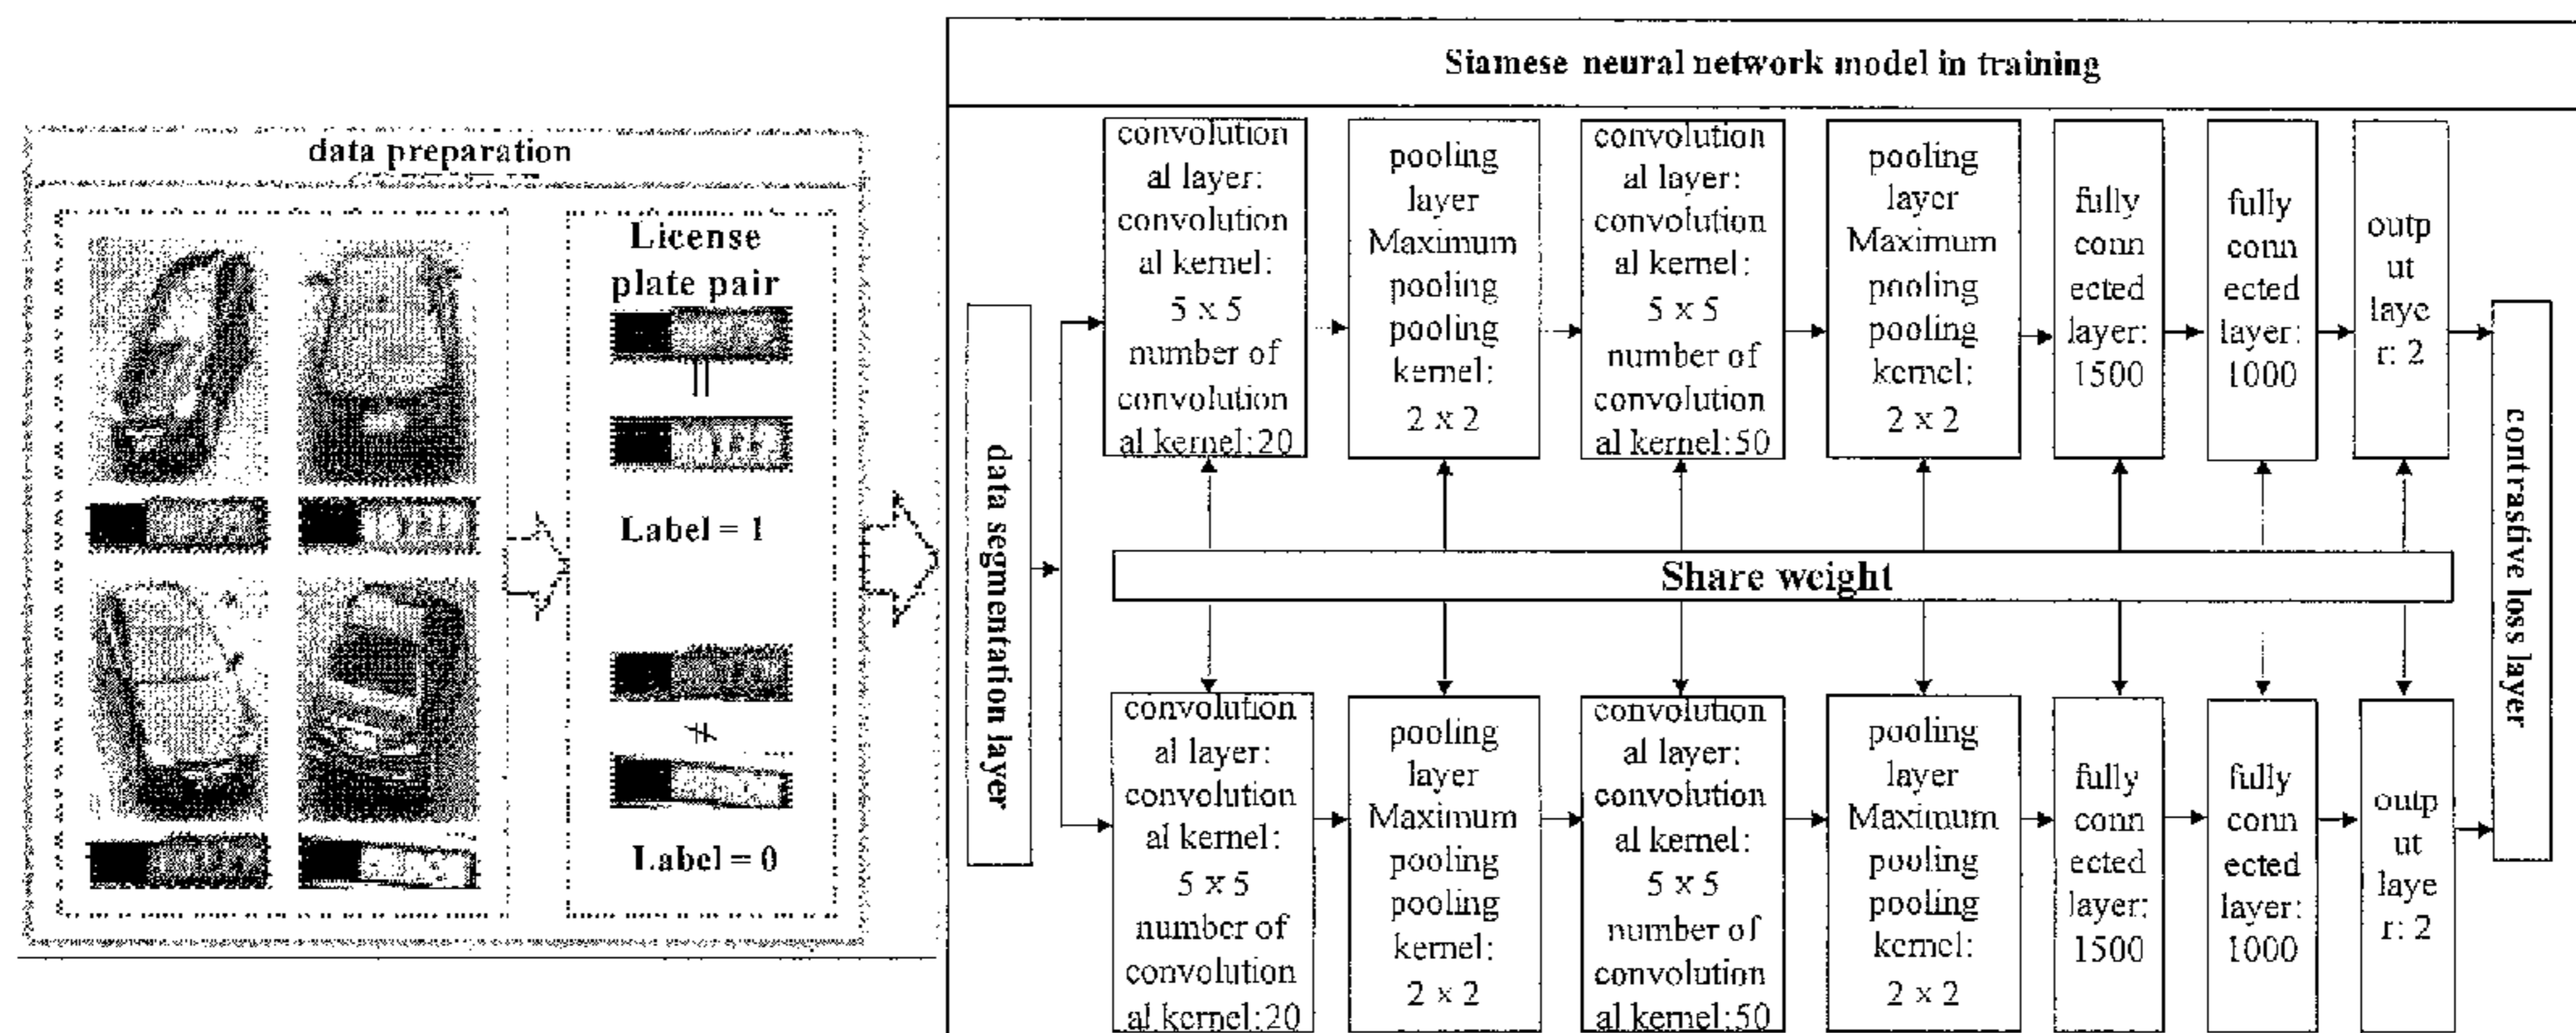 Siamese neural network model in training
data preparation
License
plate pair
Label = 1
≠
Label = 0
data segmentation layer
convolution
al layer:
convolution
al kernel:
5 x 5
number of
convolution
al kernel:20
pooling
layer
Maximum
pooling
pooling
kernel:
2 x 2
convolution
al layer:
convolution
al kernel:
5 x 5
number of
convolution
al kernel:50
pooling
layer
Maximum
pooling
pooling
kernel:
2 x 2
fully
conn
ected
layer:
1500
fully
conn
ected
layer:
1000
outp
ut
laye
r: 2
Share weight
convolution
al layer:
convolution
al kernel:
5 x 5
number of
convolution
al kernel:20
pooling
layer
Maximum
pooling
pooling
kernel:
2 x 2
convolution
al layer:
convolution
al kernel:
5 x 5
number of
convolution
al kernel:50
pooling
layer
Maximum
pooling
pooling
kernel:
2 x 2
fully
conn
ected
layer:
1500
fully
conn
ected
layer:
1000
outp
ut
laye
r: 2
contrastive loss layer